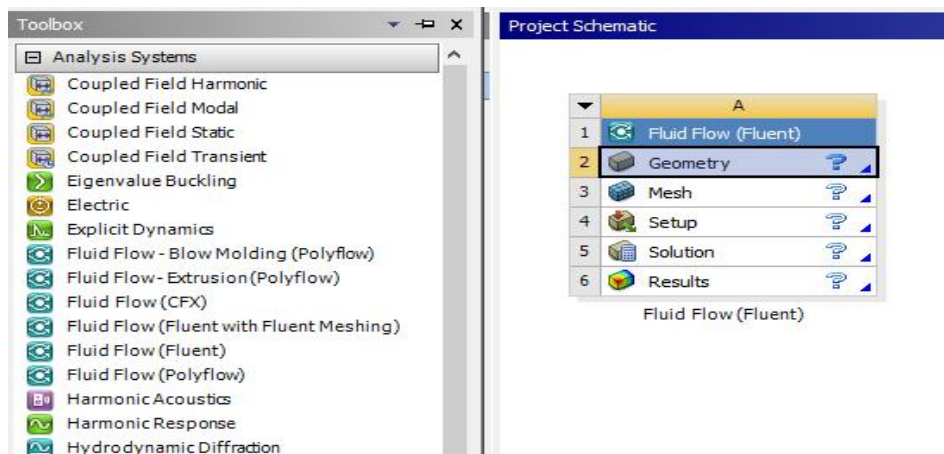 Toolbox
Analysis Systems
Coupled Field Harmonic
Coupled Field Modal
Coupled Field Static
Coupled Field Transient
Eigenvalue Buckling
Electric
Explicit Dynamics
Fluid Flow - Blow Molding (Polyflow)
Fluid Flow - Extrusion (Polyflow)
Fluid Flow (CFX)
Fluid Flow (Fluent with Fluent Meshing)
Fluid Flow (Fluent)
Fluid Flow (Polyflow)
Harmonic Acoustics
Harmonic Response
Hydrodynamic Diffraction
Project Schematic
A
1 Fluid Flow (Fluent)
2 Geometry ?
3 Mesh ?
4 Setup ?
5 Solution ?
6 Results ?
Fluid Flow (Fluent)